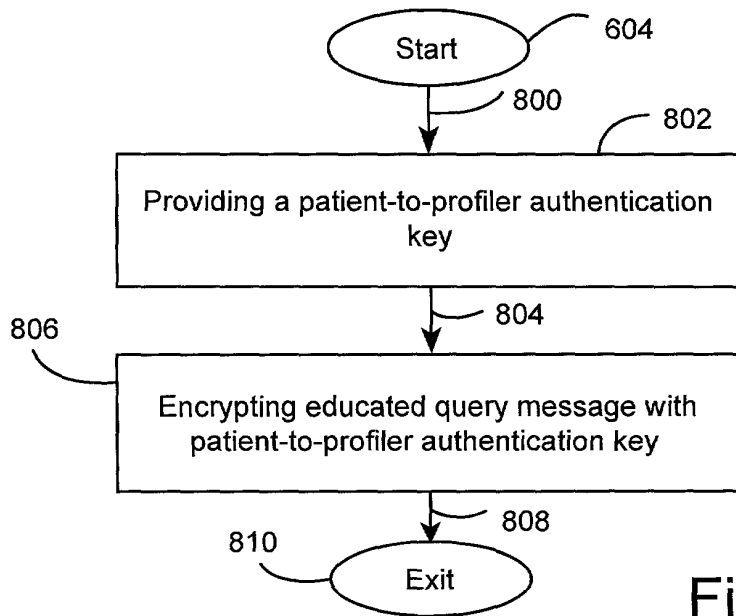 Start
604
800
802
Providing a patient-to-profiler authentication
key
804
806
Encrypting educated query message with
patient-to-profiler authentication key
808
810
Exit